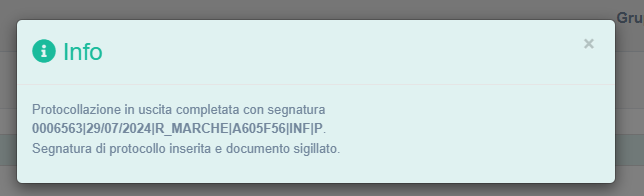 Gru
Info
×
Protocollazione in uscita completata con segnatura
0006563|29/07/2024|R_MARCHE|A605F56|INF|P.
Segnatura di protocollo inserita e documento sigillato.